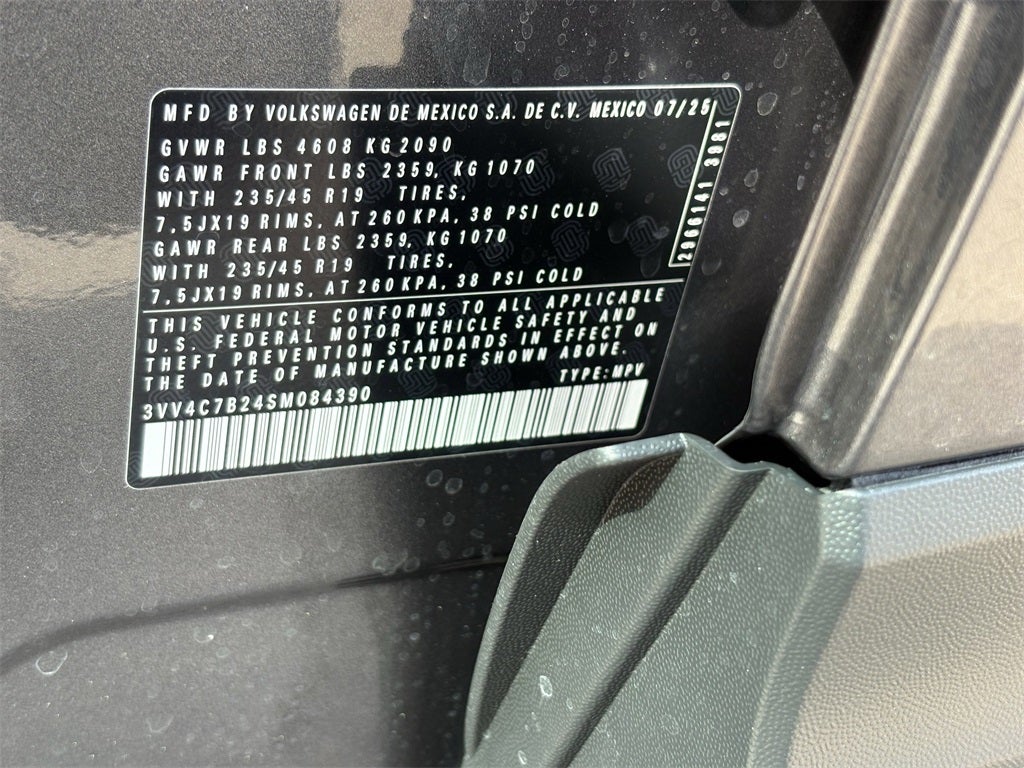 MFD BY VOLKSWAGEN DE MEXICO S.A. DE C.V. MEXICO 07/25
GVWR LBS 4608 KG 2090
GAWR FRONT LBS 2359, KG 1070
WITH 235/45 R19 TIRES,
7,5JX19 RIMS, AT 260 KPA, 38 PSI COLD
GAWR REAR LBS 2359, KG 1070
WITH 235/45 R19 TIRES,
7,5JX19 RIMS, AT 260 KPA, 38 PSI COLD
THIS VEHICLE CONFORMS TO ALL APPLICABLE
U.S. FEDERAL MOTOR VEHICLE SAFETY AND
THEFT PREVENTION STANDARDS IN EFFECT ON
THE DATE OF MANUFACTURE SHOWN ABOVE.
TYPE: MPV
3VV4C7B24SM084390
29666141 3981